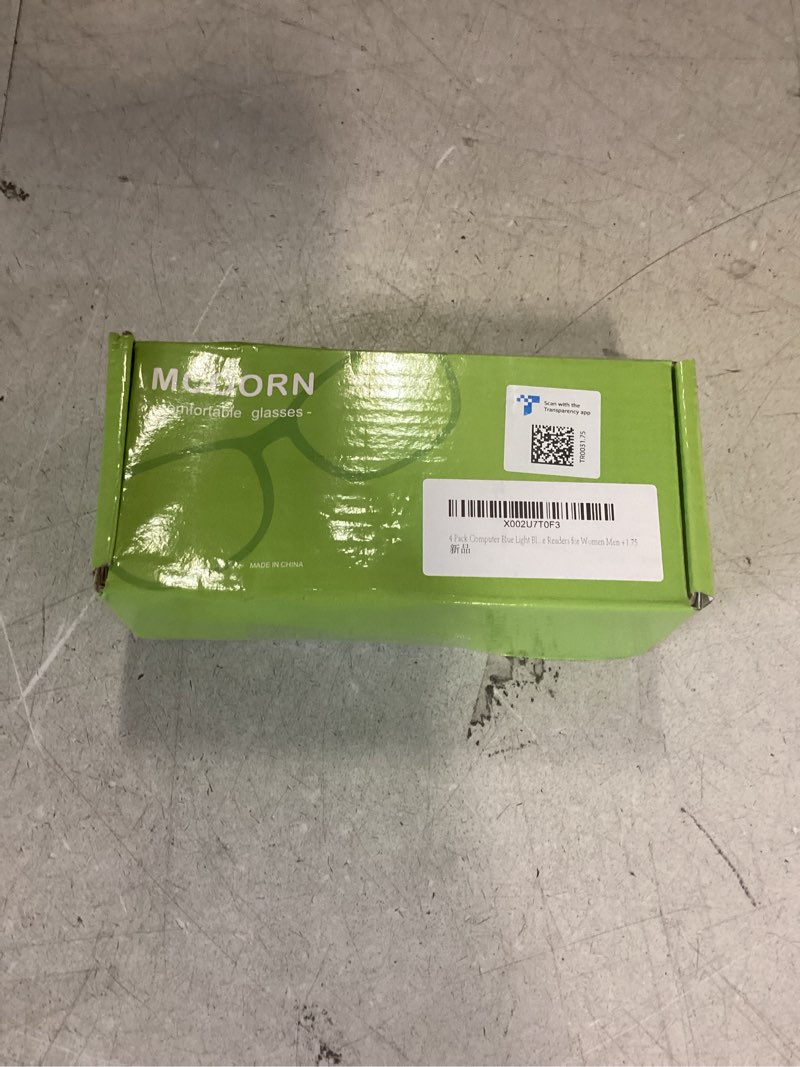 glasses -
Scan with the
Transparency app
TR0031.75
X002U7T0F3
4 Pack Computer Blue Light Bl...e Readers for Women Men +1.75
新品
MADE IN CHINA